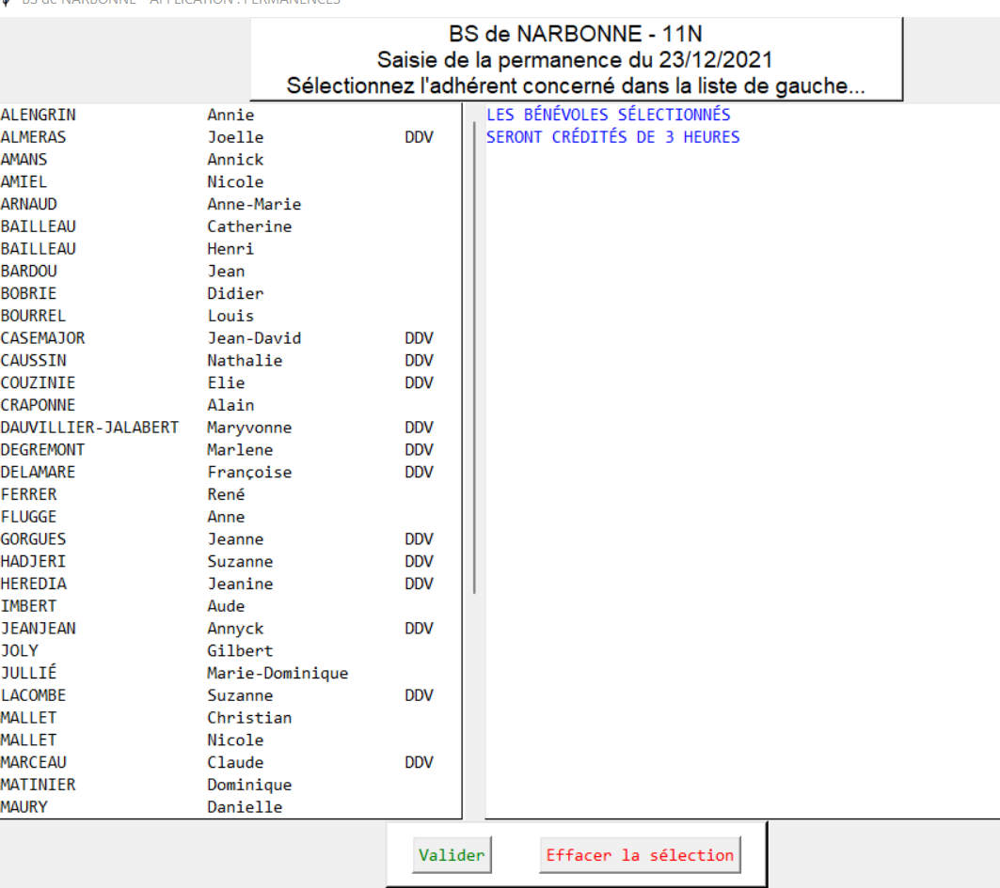 BS de NARBONNE - APPLICATION : PERMANENCES
BS de NARBONNE - 11N
Saisie de la permanence du 23/12/2021
Sélectionnez l'adhérent concerné dans la liste de gauche...
ALENGRIN Annie
ALMERAS Joelle DDV
AMANS Annick
AMIEL Nicole
ARNAUD Anne-Marie
BAILLEAU Catherine
BAILLEAU Henri
BARDOU Jean
BOBRIE Didier
BOURREL Louis
CASEMAJOR Jean-David DDV
CAUSSIN Nathalie DDV
COUZINIE Elie DDV
CRAPONNE Alain
DAUVILLIER-JALABERT Maryvonne DDV
DEGREMONT Marlene DDV
DELAMARE Françoise DDV
FERRER René
FLUGGE Anne
GORGUES Jeanne DDV
HADJERI Suzanne DDV
HEREDIA Jeanine DDV
IMBERT Aude
JEANJEAN Annyck DDV
JOLY Gilbert
JULLIÉ Marie-Dominique
LACOMBE Suzanne DDV
MALLET Christian
MALLET Nicole
MARCEAU Claude DDV
MATINIER Dominique
MAURY Danielle
LES BÉNÉVOLES SÉLECTIONNÉS
SERONT CRÉDITÉS DE 3 HEURES
Valider
Effacer la sélection